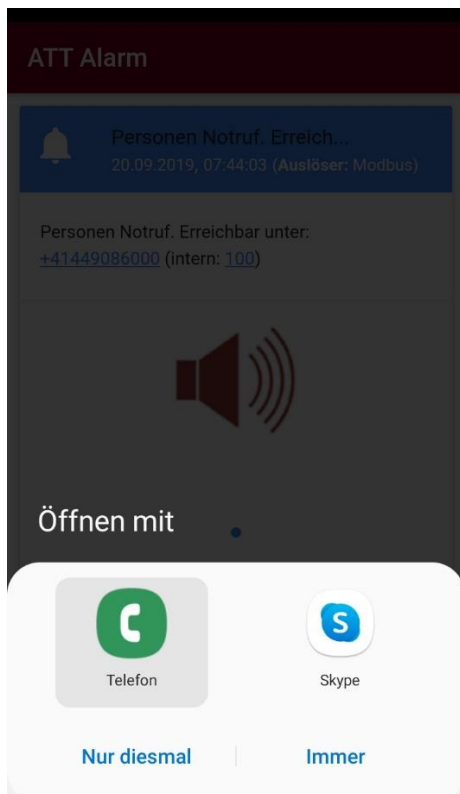 ATT Alarm
Personen Notruf. Erreich...
20.09.2019, 07:44:03 (Auslöser: Modbus)
Personen Notruf. Erreichbar unter:
+41449086000 (intern: 100)
Öffnen mit
S
Telefon
Skype
Nur diesmal
Immer